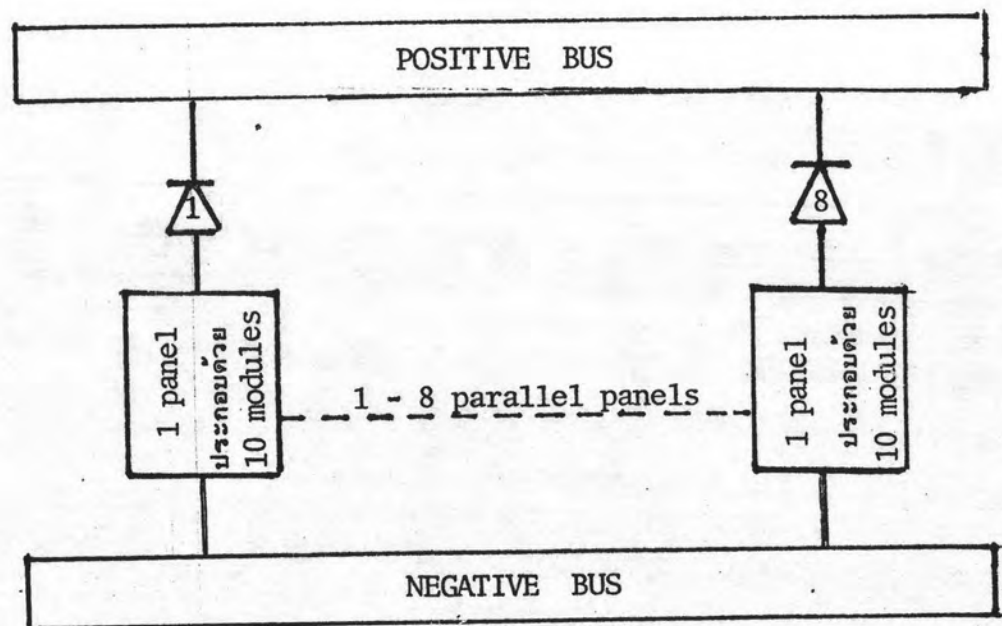 POSITIVE BUS
1
8
1 panel
ประกอบด้วย
10 modules
1 - 8 parallel panels
1 panel
ประกอบด้วย
10 modules
NEGATIVE BUS